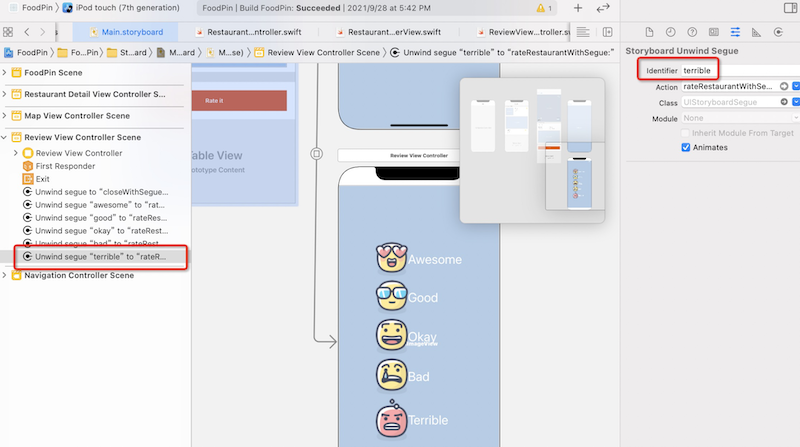 FoodPin
iPod touch (7th generation)
FoodPin | Build FoodPin: Succeeded | 2021/9/28 at 5:42 PM
1
Main.storyboard
Restaurant...ntroller.swift
Restaurant...erView.swift
ReviewView...troller.swift
FoodPin
Fo...Pin
St...ard
M...ard
M...se)
Review View Controller Scene
Unwind segue "terrible" to "rateRestaurantWithSegue:"
FoodPin Scene
Restaurant Detail View Controller S...
Map View Controller Scene
Review View Controller Scene
Review View Controller
First Responder
Exit
Unwind segue to "closeWithSegue...
Unwind segue "awesome" to "rat...
Unwind segue "good" to "rateRes...
Unwind segue "okay" to "rateRest...
Unwind segue "bad" to "rateRest...
Unwind segue "terrible" to "rateR...
Navigation Controller Scene
Rate it
Table View
Prototype Content
Review View Controller
Awesome
Good
Okay
ImageView
Bad
Terrible
Storyboard Unwind Segue
Identifier terrible
Action rateRestaurantWithSe...
Class UIStoryboardSegue
Module None
Inherit Module From Target
Animates